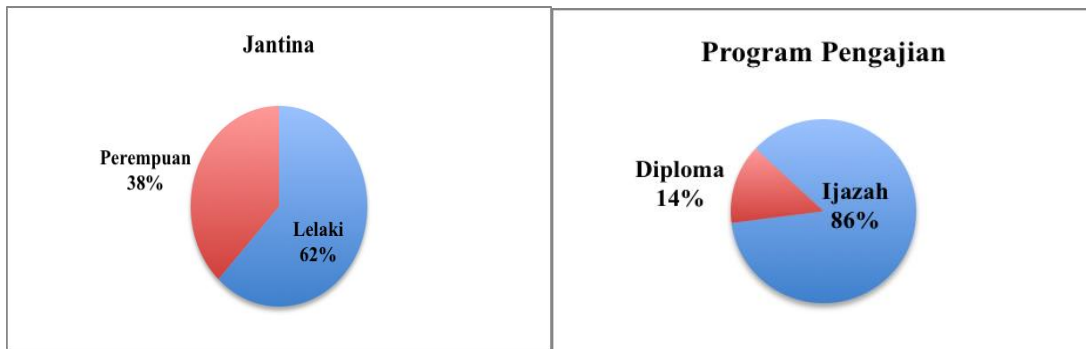 Jantina
Perempuan
38%
Lelaki
62%
Program Pengajian
Diploma
14%
Ijazah
86%